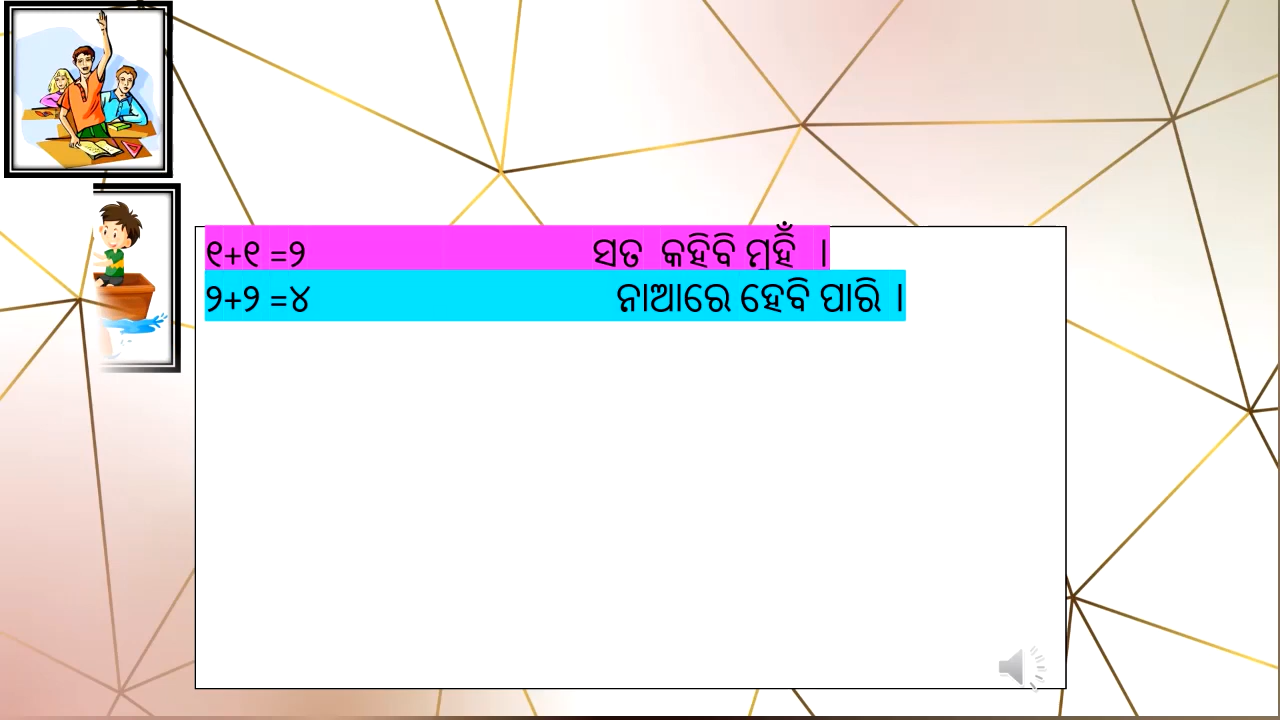 ୧+୧ =୨ ସତ କହିବି ମୁହିଁ ।
୨+୨ =୪ ନାଆରେ ହେବି ପାରି ।